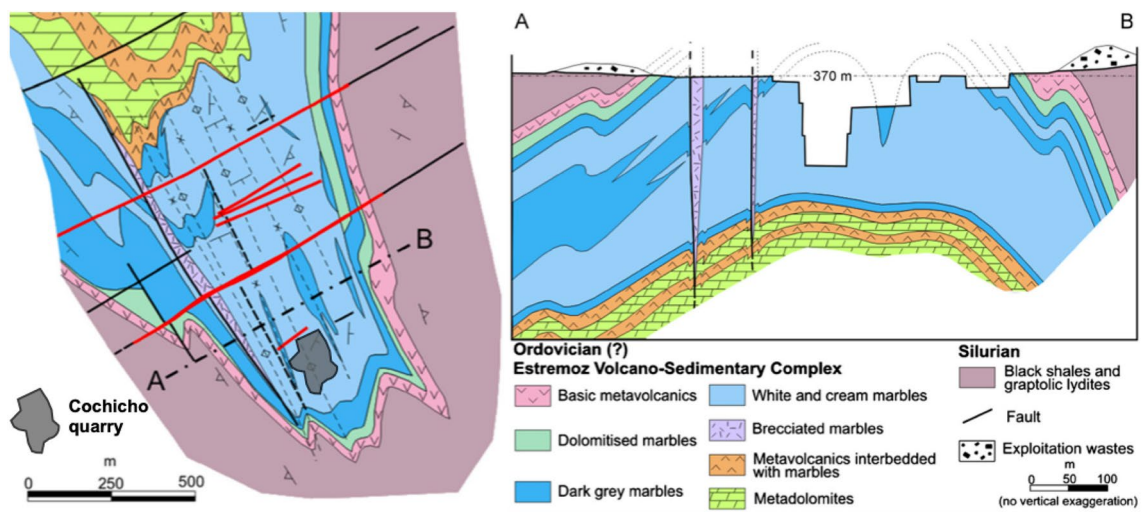 A
B
370 m
B
A
Cochicho
quarry
m
0 250 500
Ordovician (?)
Estremoz Volcano-Sedimentary Complex
Basic metavolcanics
Dolomitised marbles
Dark grey marbles
White and cream marbles
Brecciated marbles
Metavolcanics interbedded
with marbles
Metadolomites
Silurian
Black shales and
graptolic lydites
Fault
Exploitation wastes
m
0 50 100
(no vertical exaggeration)